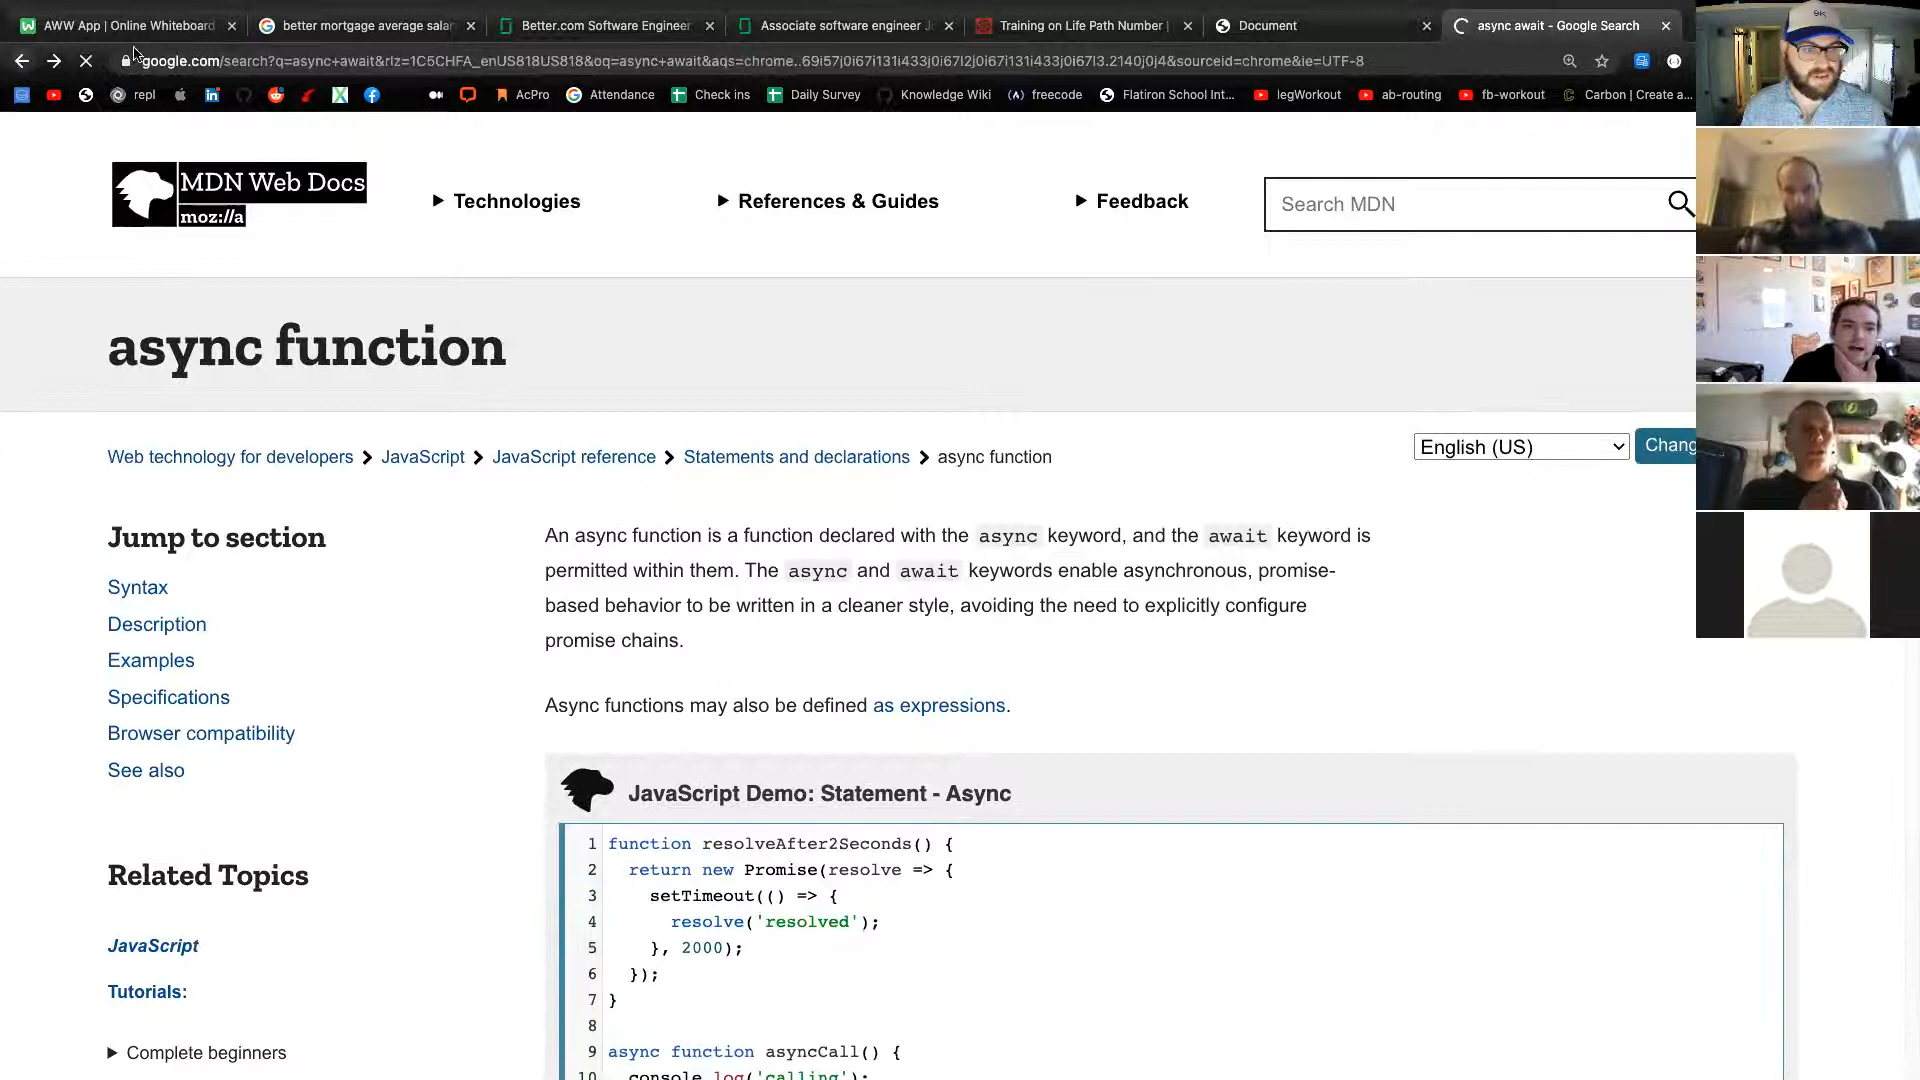 AWW App | Online Whiteboard
better mortgage average salar
Better.com Software Engineer
Associate software engineer Jo
Training on Life Path Number |
Document
async await - Google Search
google.com/search?q=async+await&rlz=1C5CHFA_enUS818US818&oq=async+await&aqs=chrome..69i57j0i67i131i433j0i67l2j0i67i131i433j0i67l3.2140j0j4&sourceid=chrome&ie=UTF-8
repl
AcPro
Attendance
Check ins
Daily Survey
Knowledge Wiki
(A) freecode
Flatiron School Int...
legWorkout
ab-routing
fb-workout
Carbon | Create a...
MDN Web Docs
moz://a
Technologies
References & Guides
Feedback
Search MDN
async function
Web technology for developers > JavaScript > JavaScript reference > Statements and declarations > async function
English (US)
Chang
Jump to section
Syntax
Description
Examples
Specifications
Browser compatibility
See also
Related Topics
JavaScript
Tutorials:
Complete beginners
An async function is a function declared with the async keyword, and the await keyword is
permitted within them. The async and await keywords enable asynchronous, promise-
based behavior to be written in a cleaner style, avoiding the need to explicitly configure
promise chains.
Async functions may also be defined as expressions.
JavaScript Demo: Statement - Async
1 function resolveAfter2Seconds() {
2 return new Promise(resolve => {
3 setTimeout(() => {
4 resolve('resolved');
5 }, 2000);
6 });
7 }
8
9 async function asyncCall() {
10 console.log('calling');